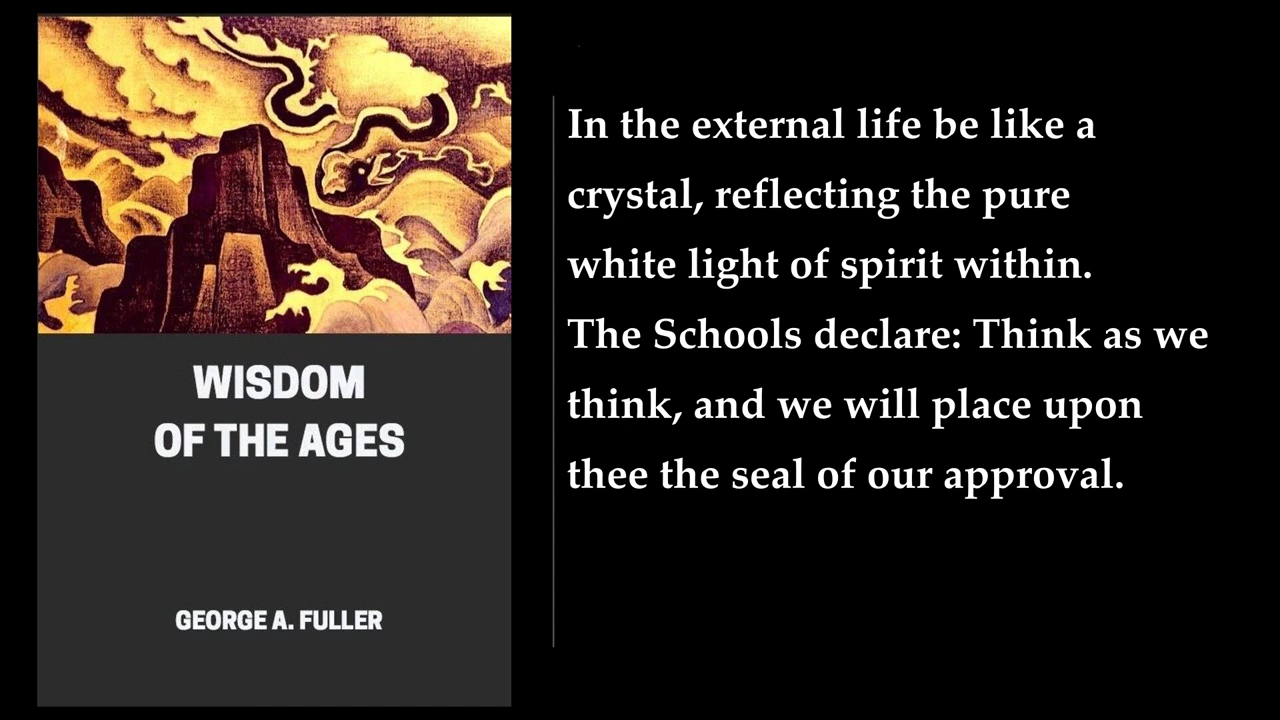 WISDOM
OF THE AGES
GEORGE A. FULLER
In the external life be like a
crystal, reflecting the pure
white light of spirit within.
The Schools declare: Think as we
think, and we will place upon
thee the seal of our approval.